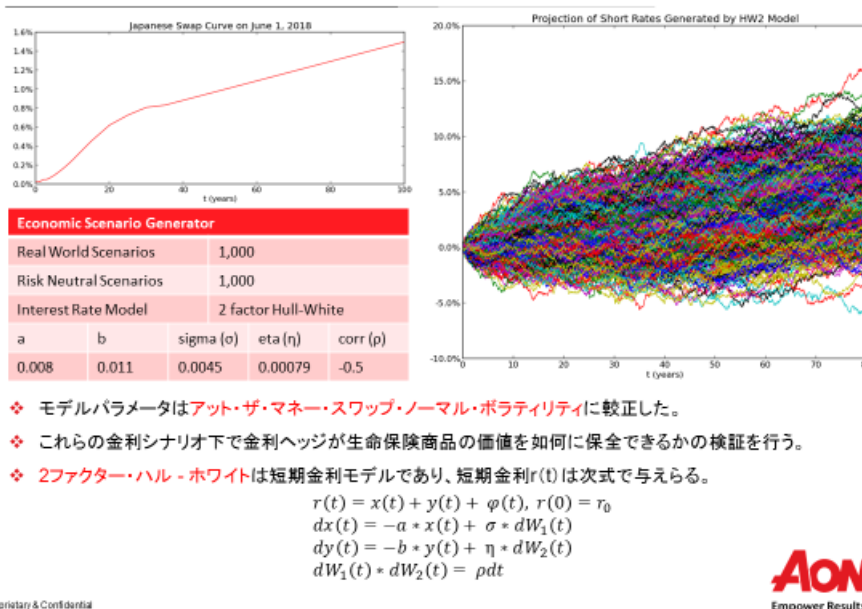 Japanese Swap Curve on June 1, 2018
1.6%
1.4%
1.2%
1.0%
0.8%
0.6%
0.4%
0.2%
0.0%
0 20 40 60 80 100
t (years)
Projection of Short Rates Generated by HW2 Model
20.0%
15.0%
10.0%
5.0%
0.0%
-5.0%
-10.0%
0 10 20 30 40 50 60 70
t (years)
Economic Scenario Generator
Real World Scenarios 1,000
Risk Neutral Scenarios 1,000
Interest Rate Model 2 factor Hull-White
a b sigma (σ) eta (η) corr (ρ)
0.008 0.011 0.0045 0.00079 -0.5
❖ モデルパラメータはアット・ザ・マネー・スワップ・ノーマル・ボラティリティに較正した。
❖ これらの金利シナリオ下で金利ヘッジが生命保険商品の価値を如何に保全できるかの検証を行う。
❖ 2ファクター・ハル - ホワイトは短期金利モデルであり、短期金利r(t) は次式で与えらる。
r(t) = x(t) + y(t) + φ(t), r(0) = r₀
dx(t) = −a * x(t) + σ * dW₁(t)
dy(t) = −b * y(t) + η * dW₂(t)
dW₁(t) * dW₂(t) = ρdt
AON
Empower Results
prietary & Confidential